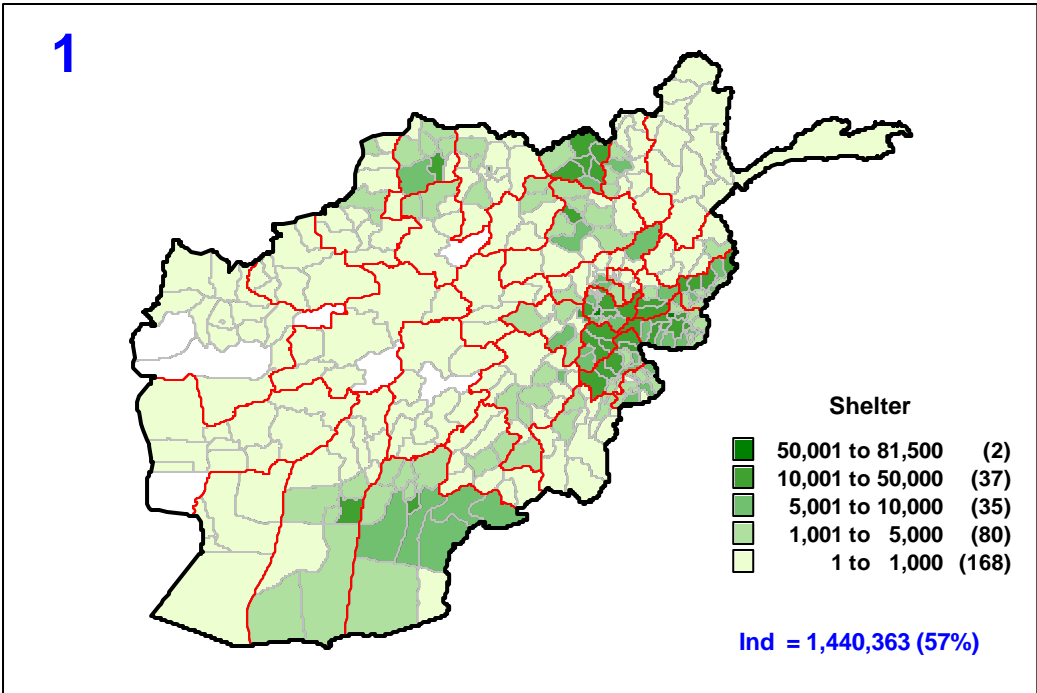 1
Shelter
50,001 to 81,500 (2)
10,001 to 50,000 (37)
5,001 to 10,000 (35)
1,001 to 5,000 (80)
1 to 1,000 (168)
Ind = 1,440,363 (57%)